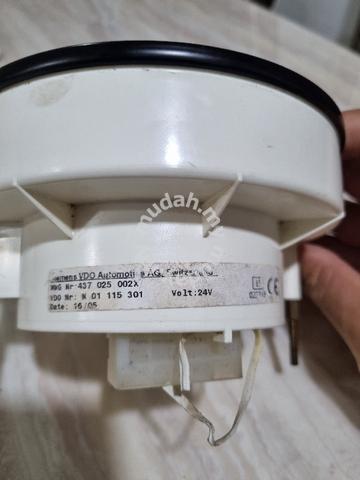 Siemens VDO Automotive AG, Switzerland
MWG Nr 437 025 002X
VDO Nr: N 01 115 301 Volt:24V
Date: 16/05
mudah.my